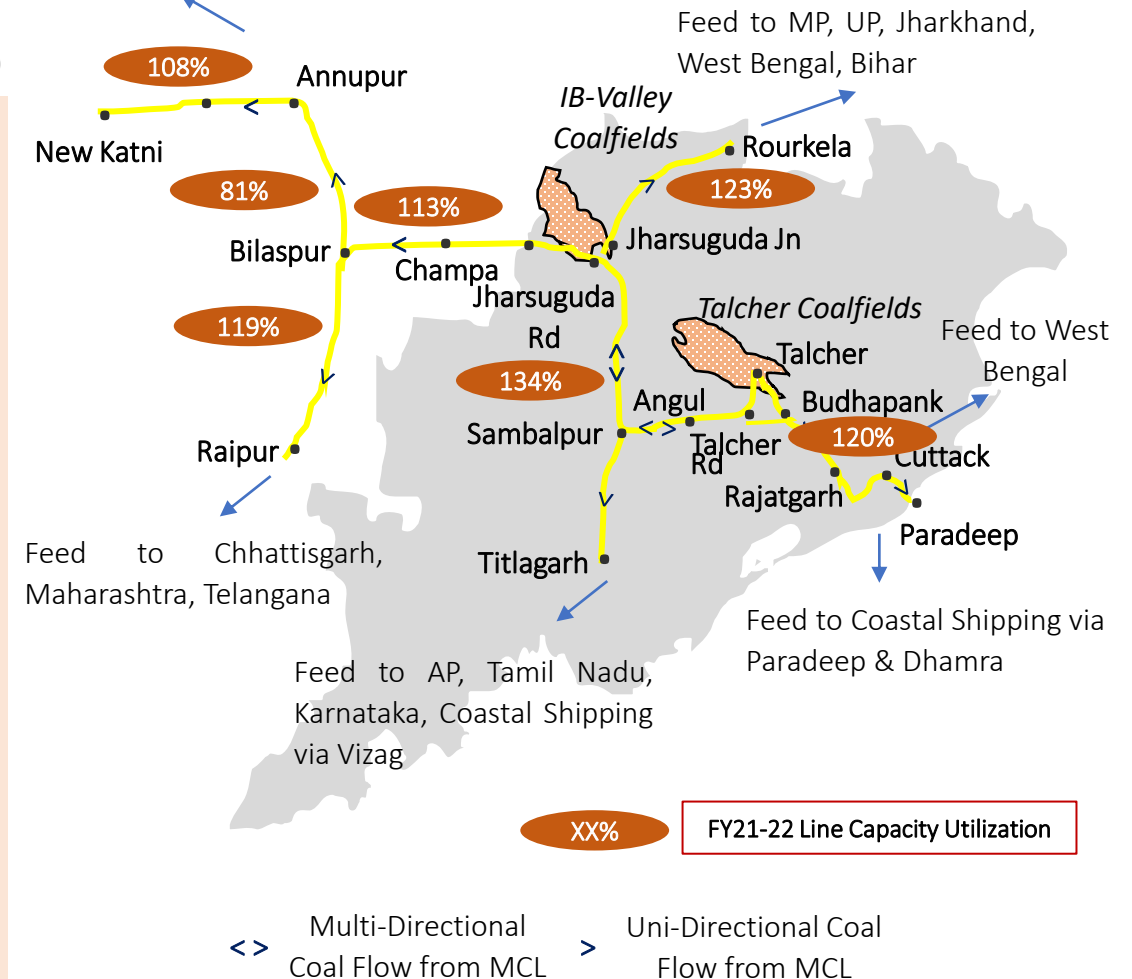 Feed to MP, UP, Jharkhand,
West Bengal, Bihar
108%
Annupur
IB-Valley
Coalfields
New Katni
Rourkela
81%
113%
123%
Bilaspur
Champa
Jharsuguda Jn
Jharsuguda
Rd
119%
Talcher Coalfields
Feed to West
Bengal
Talcher
134%
Angul
Budhapank
Sambalpur
Talcher
Rd
120%
Cuttack
Raipur
Rajatgarh
Paradeep
Feed to Chhattisgarh,
Maharashtra, Telangana
Titlagarh
Feed to Coastal Shipping via
Paradeep & Dhamra
Feed to AP, Tamil Nadu,
Karnataka, Coastal Shipping
via Vizag
XX%
FY21-22 Line Capacity Utilization
< > Multi-Directional
Coal Flow from MCL
> Uni-Directional Coal
Flow from MCL